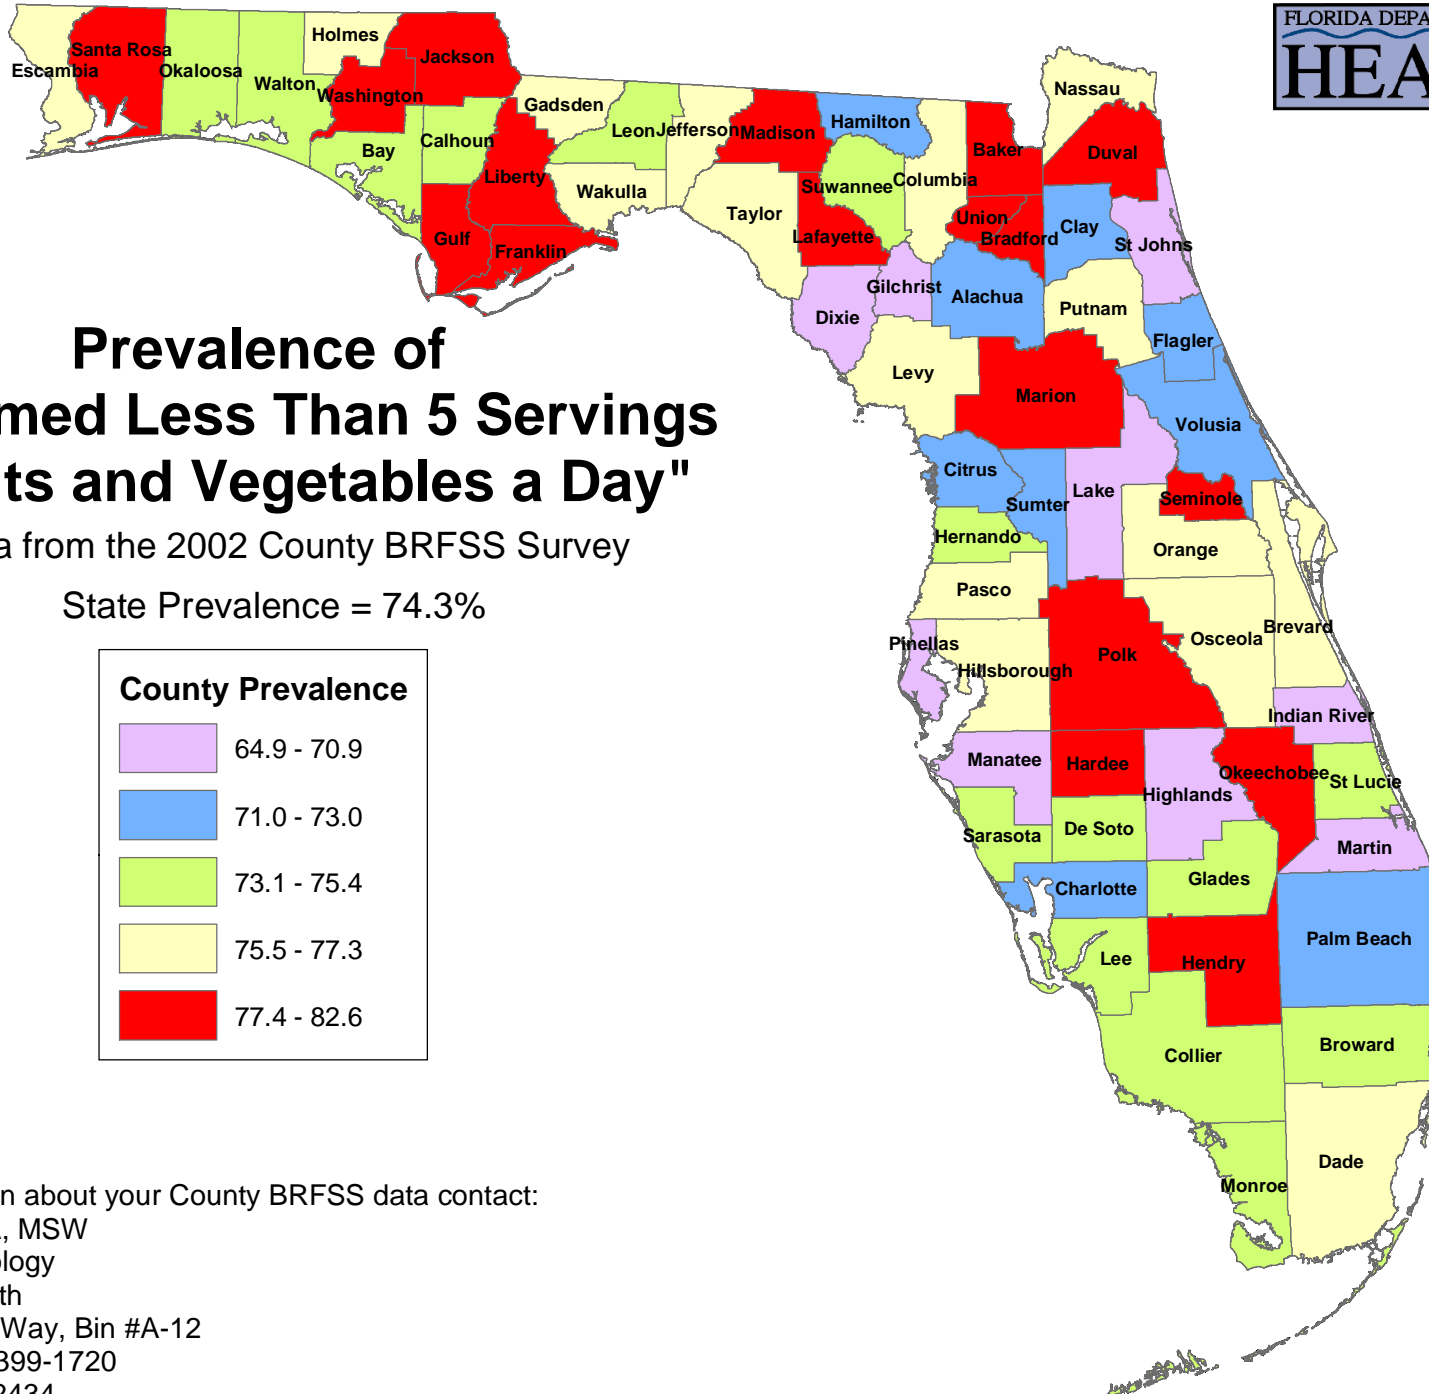 FLORIDA DEPA
HEA
Prevalence of
med Less Than 5 Servings
ts and Vegetables a Day"
a from the 2002 County BRFSS Survey
State Prevalence = 74.3%
County Prevalence
64.9 - 70.9
71.0 - 73.0
73.1 - 75.4
75.5 - 77.3
77.4 - 82.6
n about your County BRFSS data contact:
, MSW
ology
th
Way, Bin #A-12
399-1720
2434
Escambia
Santa Rosa
Okaloosa
Walton
Holmes
Washington
Jackson
Bay
Calhoun
Gulf
Liberty
Franklin
Gadsden
Leon
Wakulla
Jefferson
Madison
Taylor
Hamilton
Suwannee
Lafayette
Dixie
Columbia
Gilchrist
Levy
Baker
Union
Bradford
Alachua
Nassau
Duval
Clay
St Johns
Putnam
Flagler
Marion
Volusia
Citrus
Sumter
Lake
Seminole
Hernando
Orange
Pasco
Pinellas
Hillsborough
Polk
Osceola
Brevard
Indian River
Manatee
Hardee
Highlands
Okeechobee
St Lucie
Sarasota
De Soto
Martin
Charlotte
Glades
Lee
Hendry
Palm Beach
Collier
Broward
Monroe
Dade